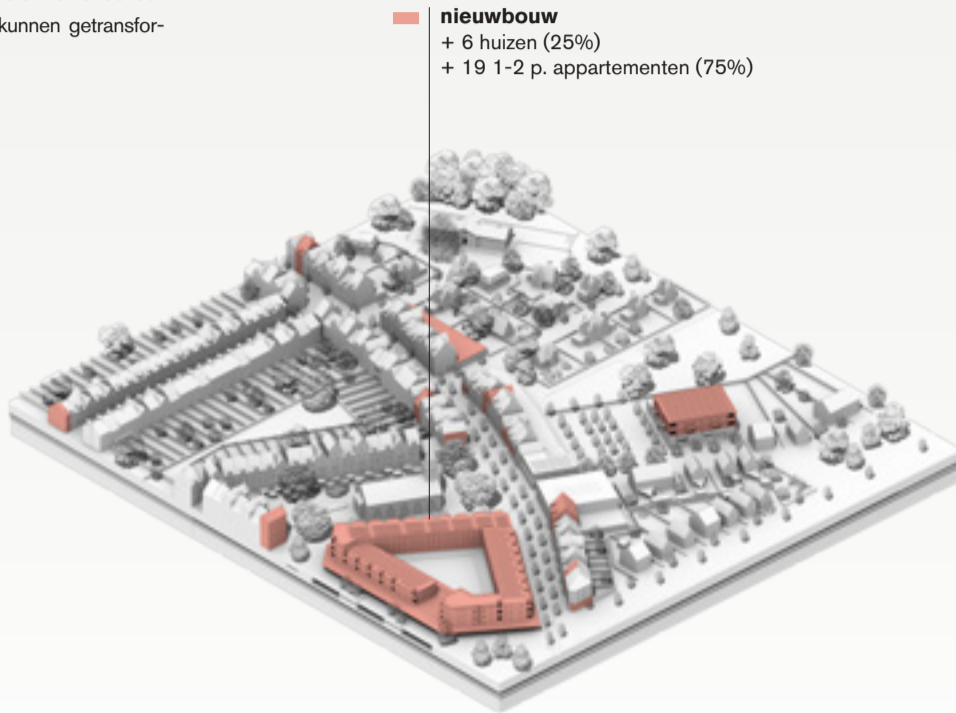 kunnen getransfor-
nieuwbouw
+ 6 huizen (25%)
+ 19 1-2 p. appartementen (75%)